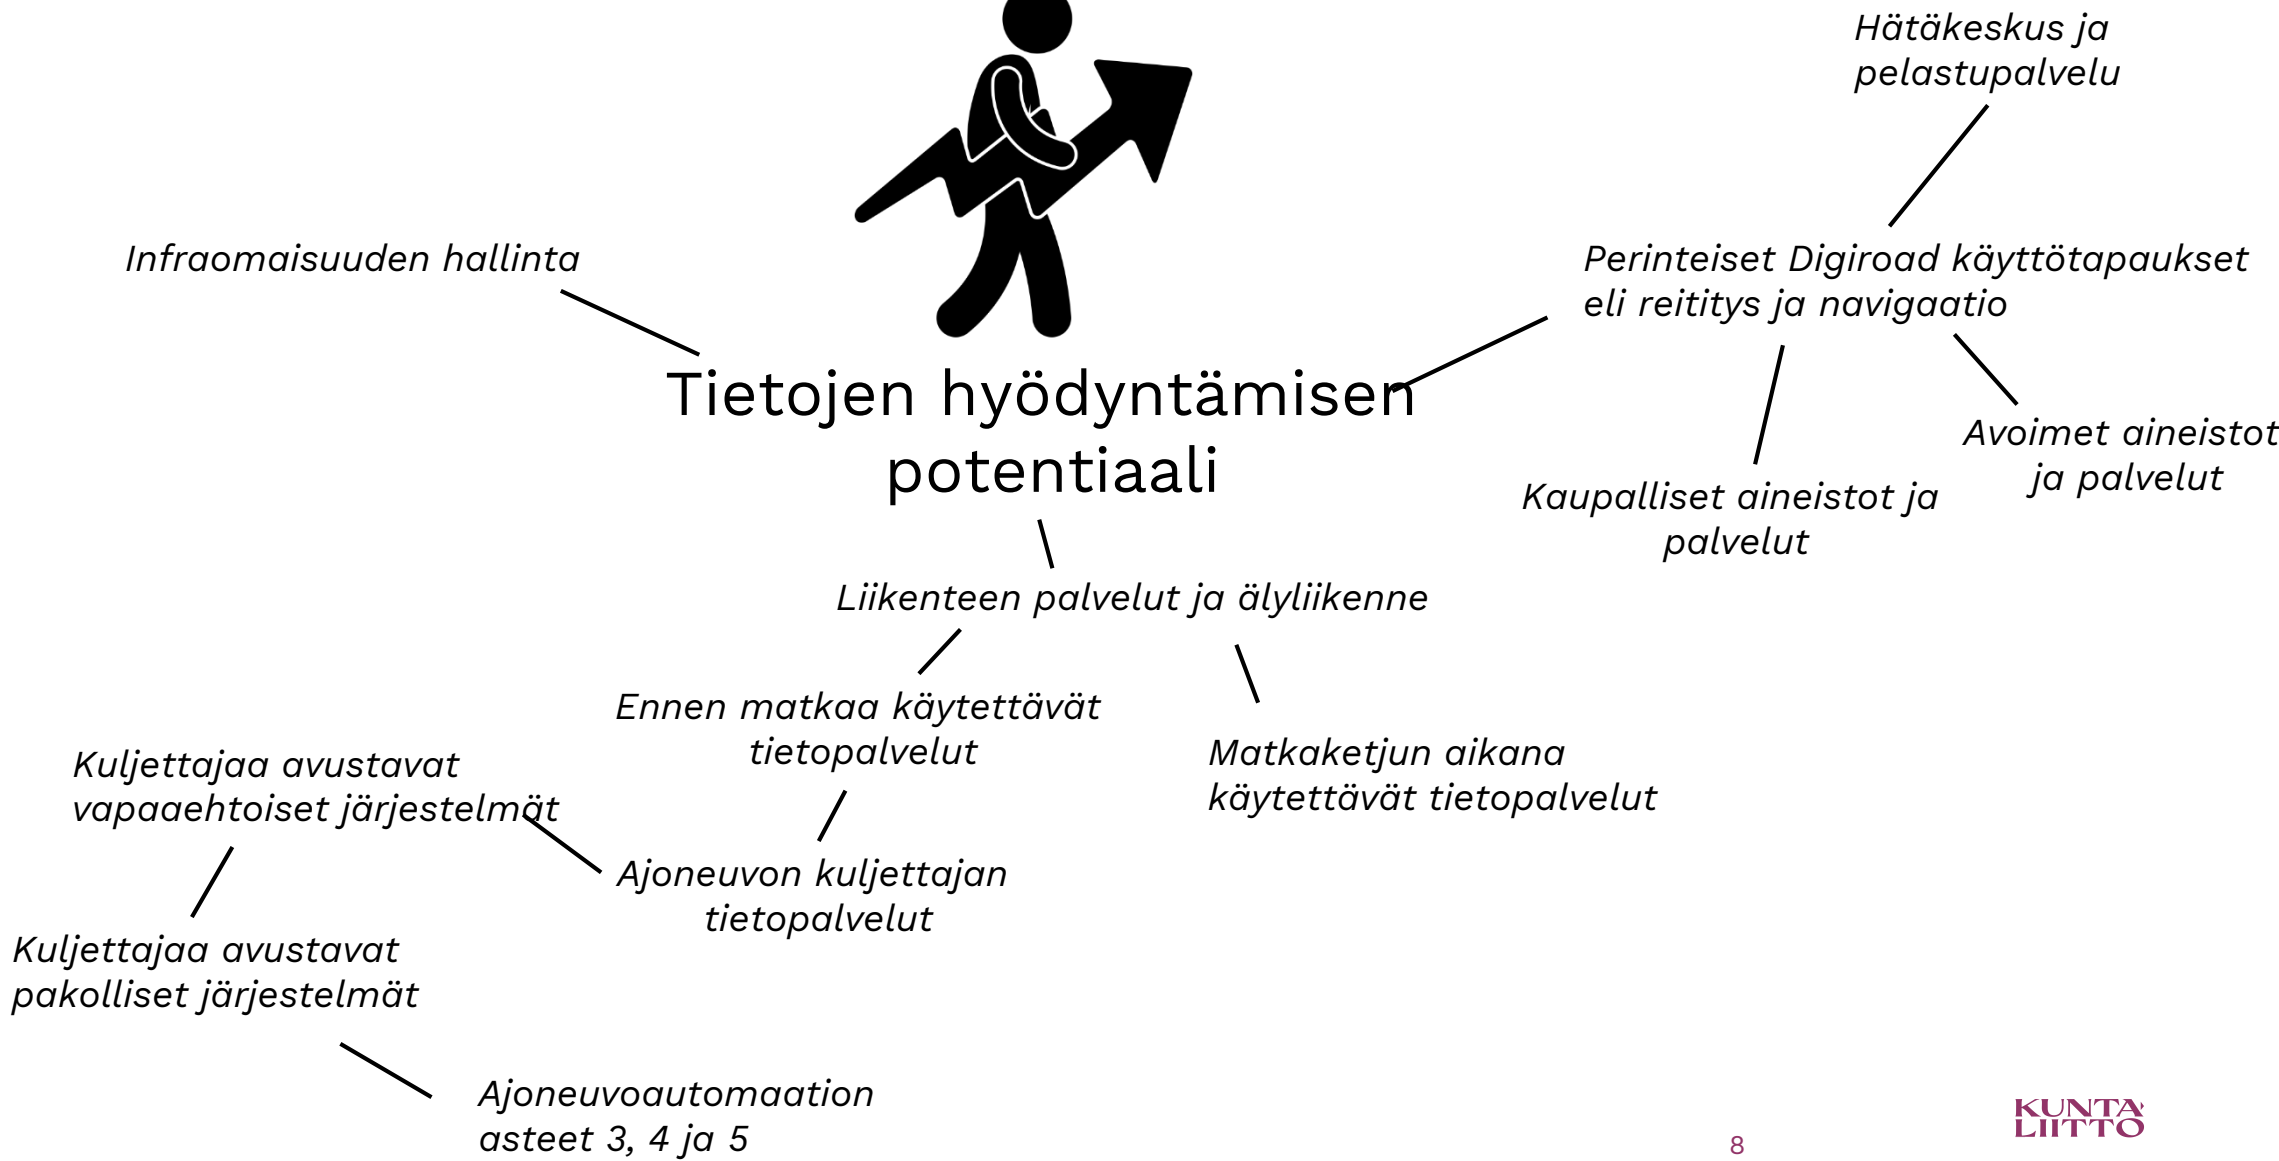 Hätäkeskus ja
pelastupalvelu
Infraomaisuuden hallinta
Perinteiset Digiroad käyttötapaukset
eli reititys ja navigaatio
Tietojen hyödyntämisen
potentiaali
Avoimet aineistot
ja palvelut
Kaupalliset aineistot ja
palvelut
Liikenteen palvelut ja älyliikenne
Ennen matkaa käytettävät
tietopalvelut
Matkaketjun aikana
käytettävät tietopalvelut
Kuljettajaa avustavat
vapaaehtoiset järjestelmät
Ajoneuvon kuljettajan
tietopalvelut
Kuljettajaa avustavat
pakolliset järjestelmät
Ajoneuvoautomaation
asteet 3, 4 ja 5
8
KUNTA
LIITTO